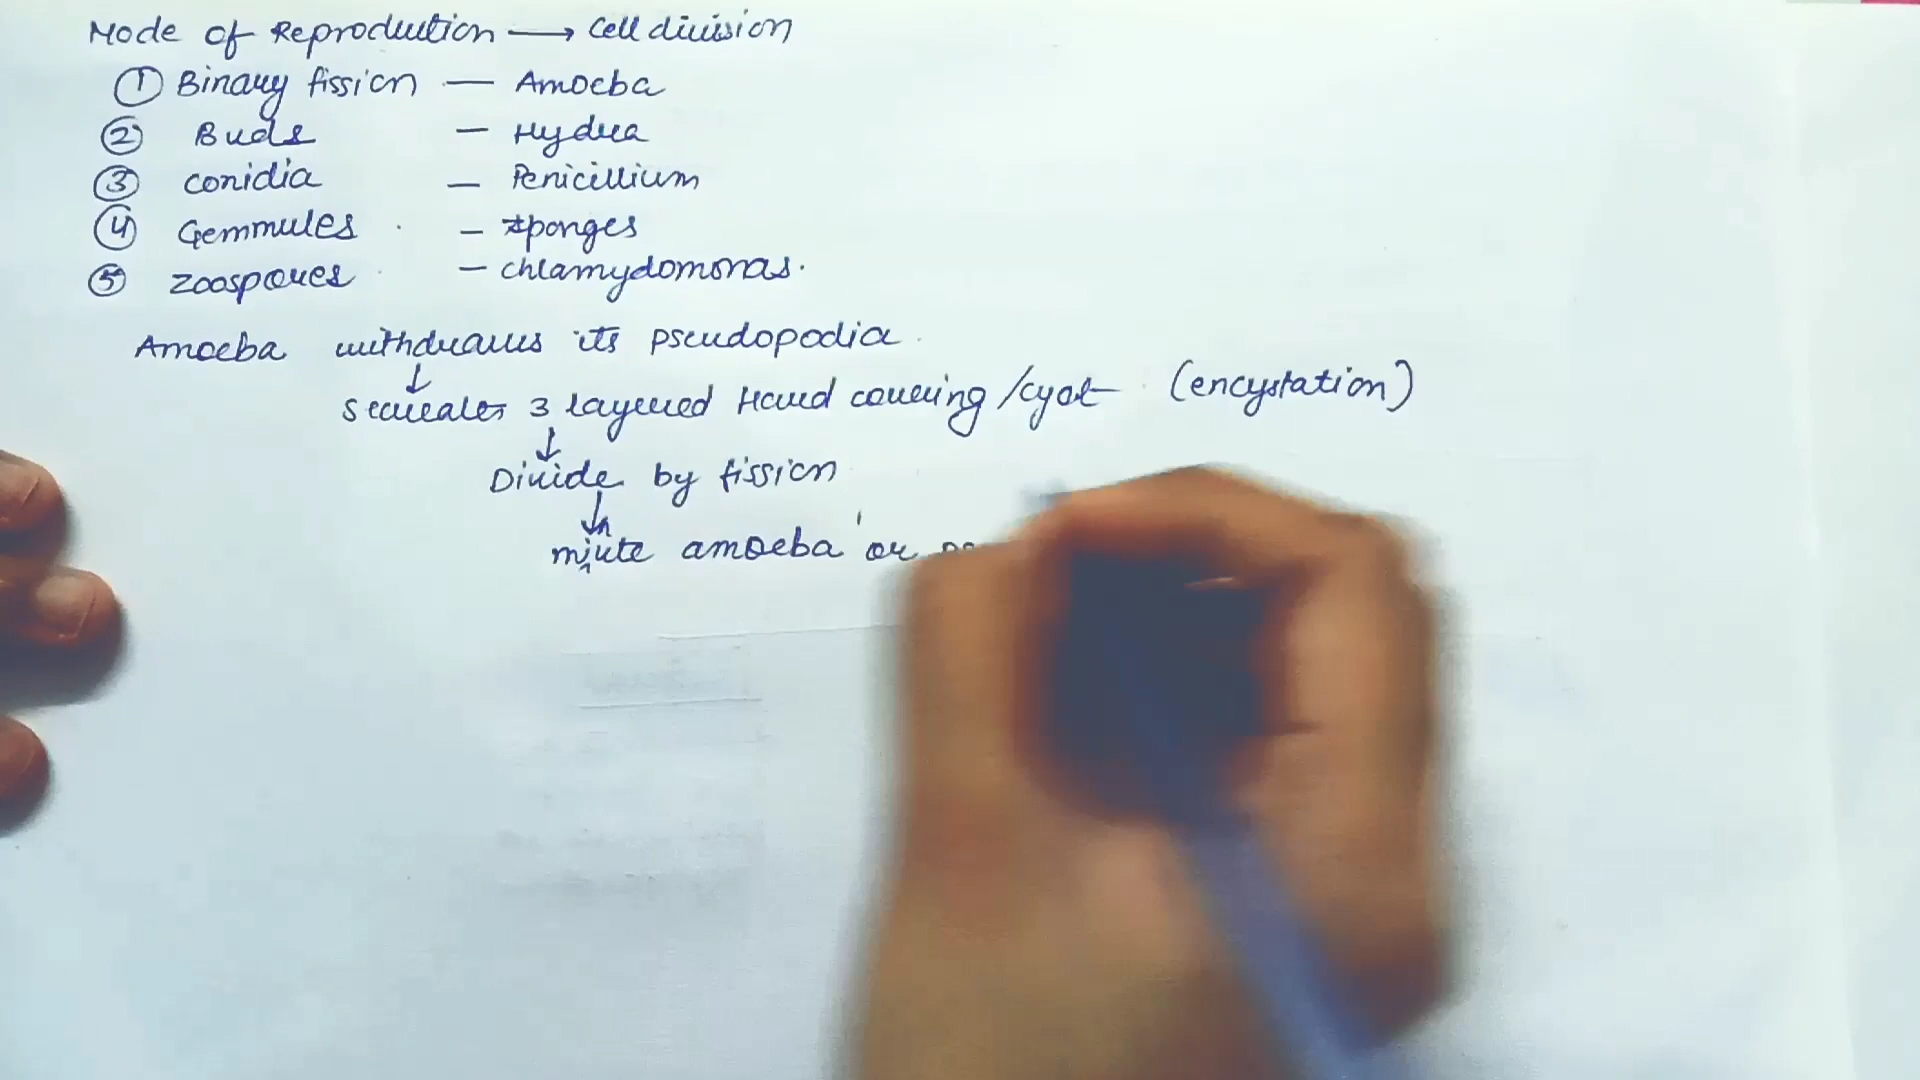 Mode of Reproduction → Cell division
① Binary fission — Amoeba
② Buds — Hydra
③ conidia — Penicillium
④ Gemmules — sponges
⑤ zoospores — chlamydomonas.
Amoeba withdraws its pseudopodia
↓
secreates 3 layered Hard covering /cyst (encystation)
↓
Divide by fission
↓
minute amoeba or